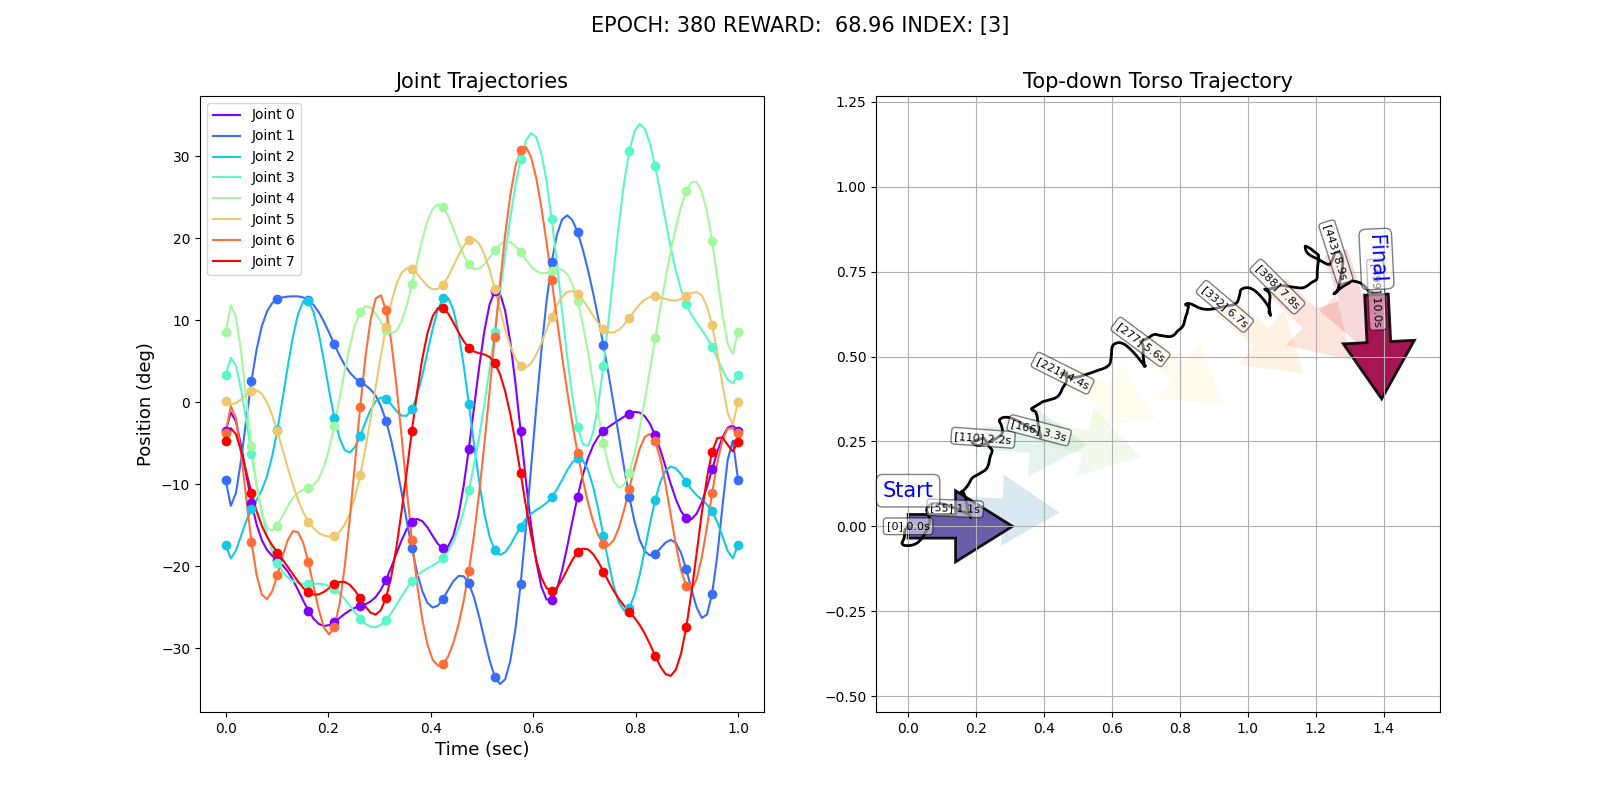 EPOCH: 380 REWARD:  68.96 INDEX: [3]
Joint Trajectories
Joint 0
Joint 1
Joint 2
Joint 3
Joint 4
Joint 5
Joint 6
Joint 7
30
20
10
0
−10
−20
−30
Position (deg)
0.0
0.2
0.4
0.6
0.8
1.0
Time (sec)
Top-down Torso Trajectory
1.25
1.00
0.75
0.50
0.25
0.00
−0.25
−0.50
0.0
0.2
0.4
0.6
0.8
1.0
1.2
1.4
Start
[0] 0.0s
[55] 1.1s
[110] 2.2s
[166] 3.3s
[221] 4.4s
[277] 5.6s
[332] 6.7s
[388] 7.8s
[443] 8.9s
10.0s
Final